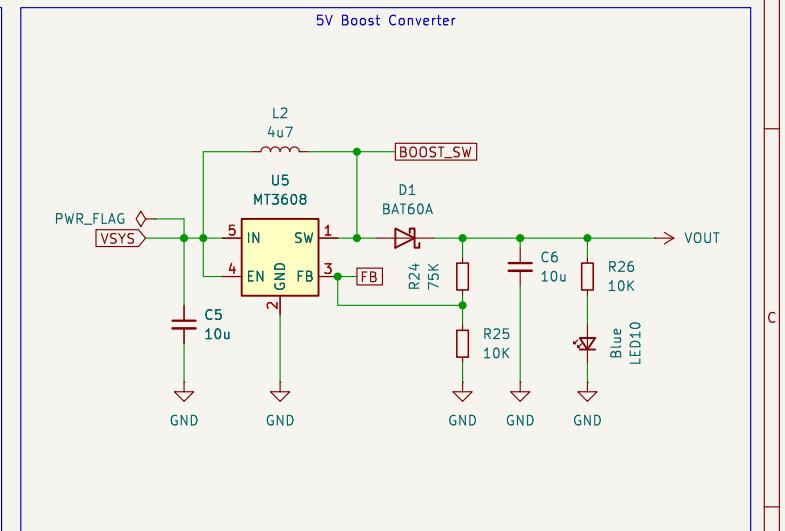 5V Boost Converter
L2
4u7
BOOST_SW
U5
MT3608
D1
BAT60A
PWR_FLAG
VSYS
5
IN
SW
1
VOUT
4
EN
GND
FB
3
FB
2
R24
75K
C6
10u
R26
10K
C5
10u
R25
10K
Blue
LED10
GND
GND
GND
GND
GND
C